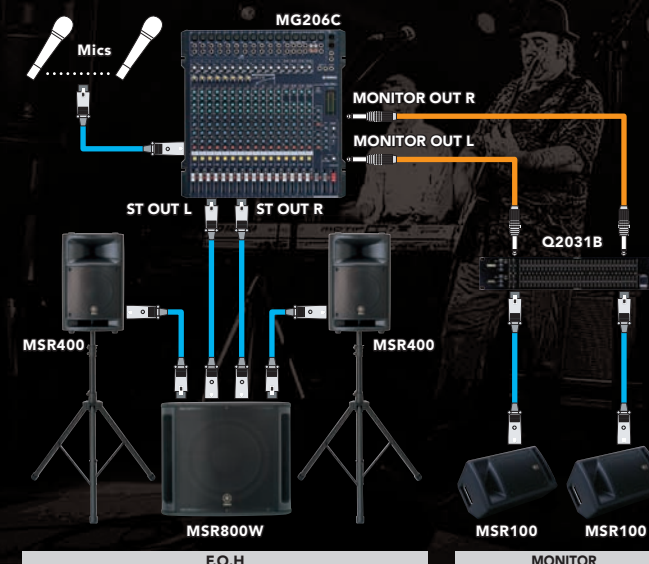 MG206C
Mics
MONITOR OUT R
MONITOR OUT L
ST OUT L
ST OUT R
Q2031B
MSR400
MSR400
MSR800W
MSR100
MSR100
F.O.H
MONITOR